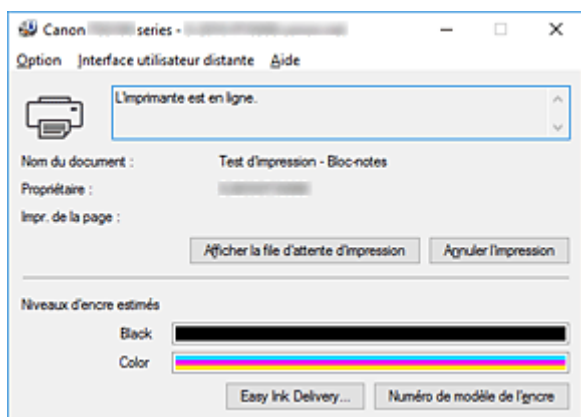 Canon series -
Option Interface utilisateur distante Aide
L'imprimante est en ligne.
Nom du document : Test d'impression - Bloc-notes
Propriétaire :
Impr. de la page :
Afficher la file d'attente d'impression Annuler l'impression
Niveaux d'encre estimés
Black
Color
Easy Ink Delivery... Numéro de modèle de l'encre